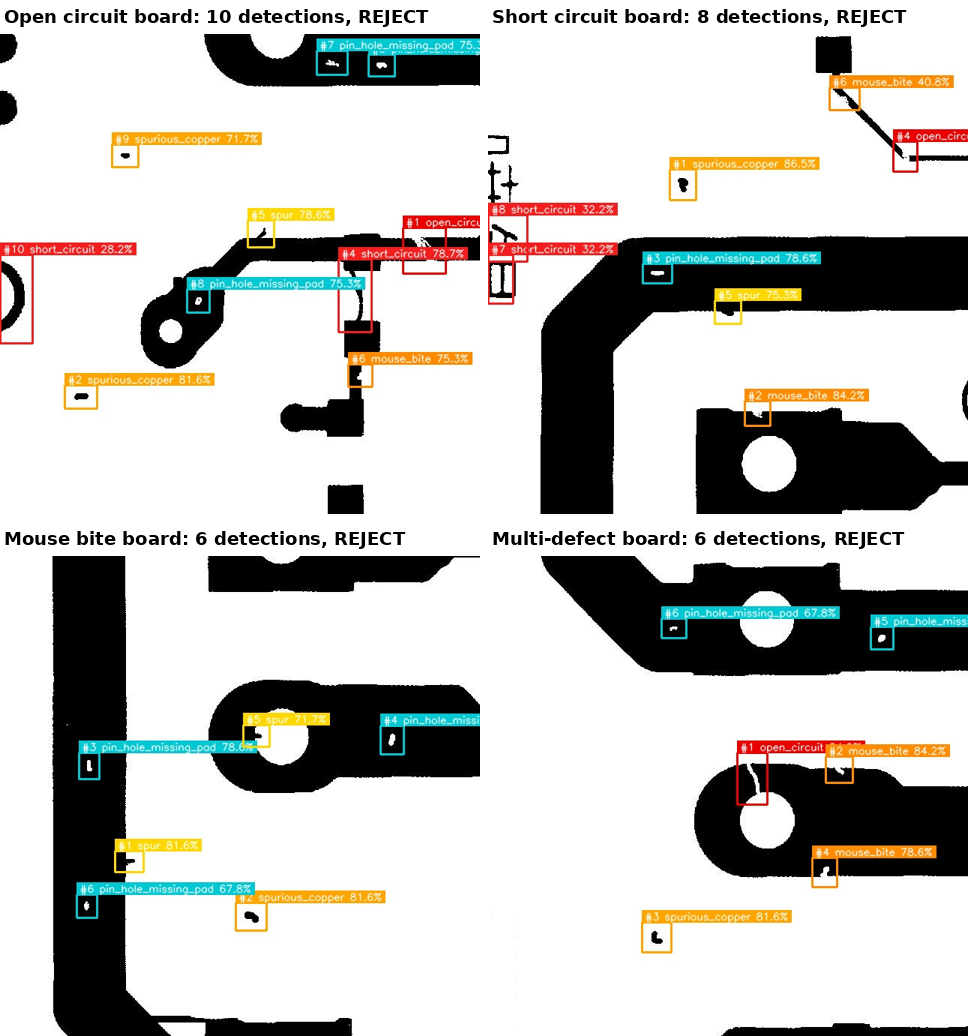 Open circuit board: 10 detections, REJECT
#7 pin_hole_missing_pad 75.3
#9 spurious_copper 71.7%
#5 spur 78.6%
#1 open_circu
#10 short_circuit 28.2%
#4 short_circuit 78.7%
#8 pin_hole_missing_pad 75.3%
#6 mouse_bite 75.3%
#2 spurious_copper 81.6%
Short circuit board: 8 detections, REJECT
#6 mouse_bite 40.8%
#4 open_circ
#1 spurious_copper 86.5%
#8 short_circuit 32.2%
#7 short_circuit 32.2%
#3 pin_hole_missing_pad 78.6%
#5 spur 75.3%
#2 mouse_bite 84.2%
Mouse bite board: 6 detections, REJECT
#5 spur 71.7%
#4 pin_hole_missi
#3 pin_hole_missing_pad 78.6%
#1 spur 81.6%
#6 pin_hole_missing_pad 67.8%
#2 spurious_copper 81.6%
Multi-defect board: 6 detections, REJECT
#6 pin_hole_missing_pad 67.8%
#5 pin_hole_miss
#1 open_circuit
#2 mouse_bite 84.2%
#4 mouse_bite 78.6%
#3 spurious_copper 81.6%